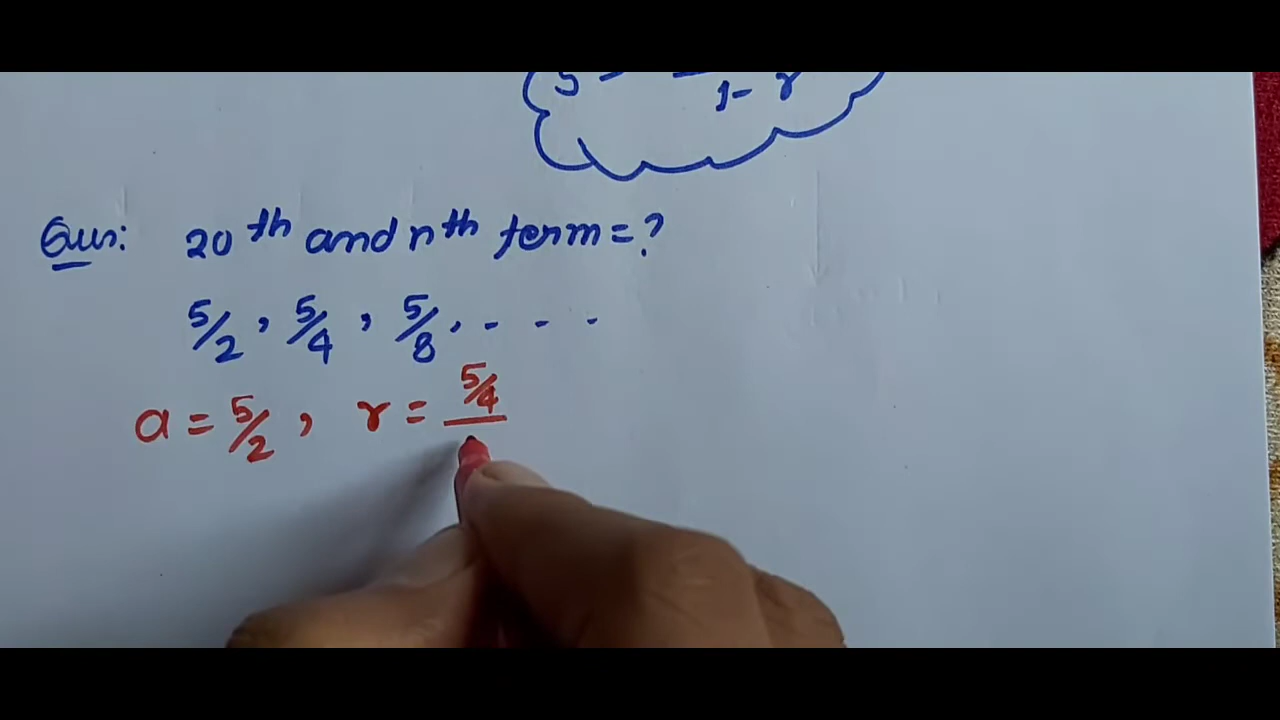 1-r
Qus: 20th and nth term=?
5/2, 5/4, 5/8, - - -
a = 5/2, r = 5/4